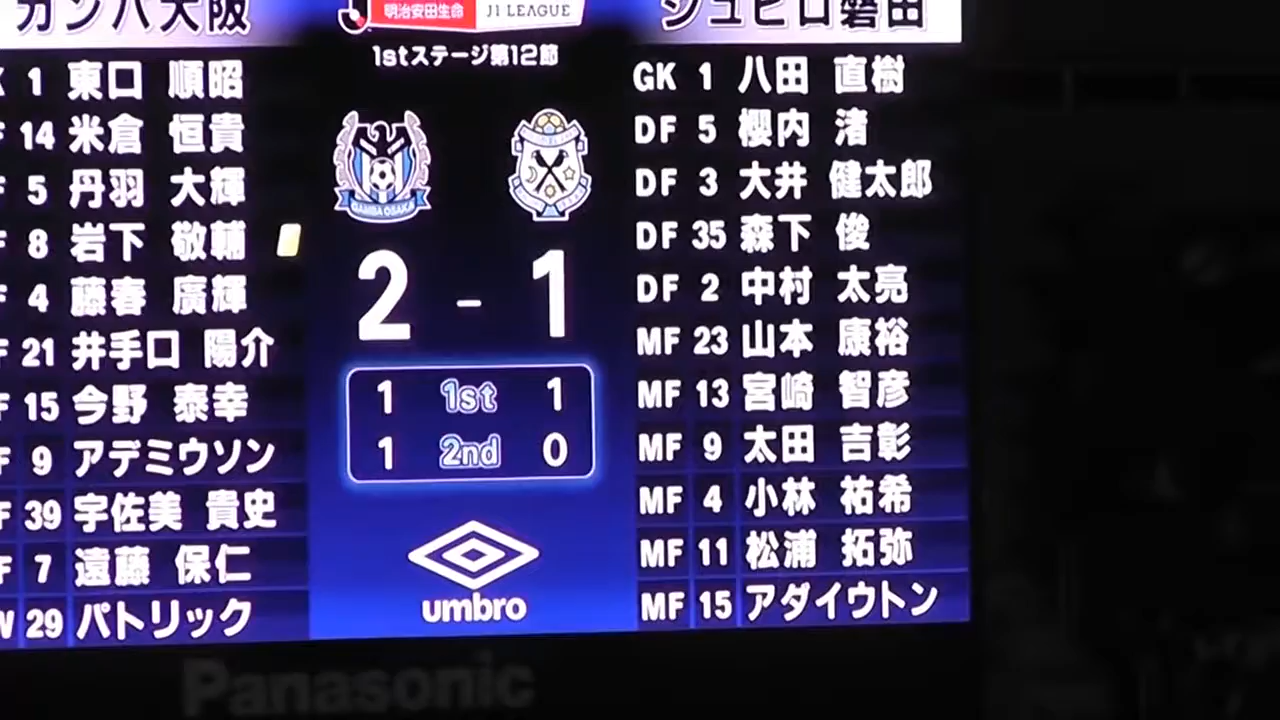 ガンバ大阪 明治安田生命 J1 LEAGUE ジュビロ磐田
1stステージ第12節
1 東口 順昭
14 米倉 恒貴
5 丹羽 大輝
8 岩下 敬輔
4 藤春 廣輝
21 井手口 陽介
15 今野 泰幸
9 アデミウソン
39 宇佐美 貴史
7 遠藤 保仁
29 パトリック
GAMBA OSAKA
2 - 1
1 1st 1
1 2nd 0
umbro
GK 1 八田 直樹
DF 5 櫻内 渚
DF 3 大井 健太郎
DF 35 森下 俊
DF 2 中村 太亮
MF 23 山本 康裕
MF 13 宮崎 智彦
MF 9 太田 吉彰
MF 4 小林 祐希
MF 11 松浦 拓弥
MF 15 アダイウトン
Panasonic